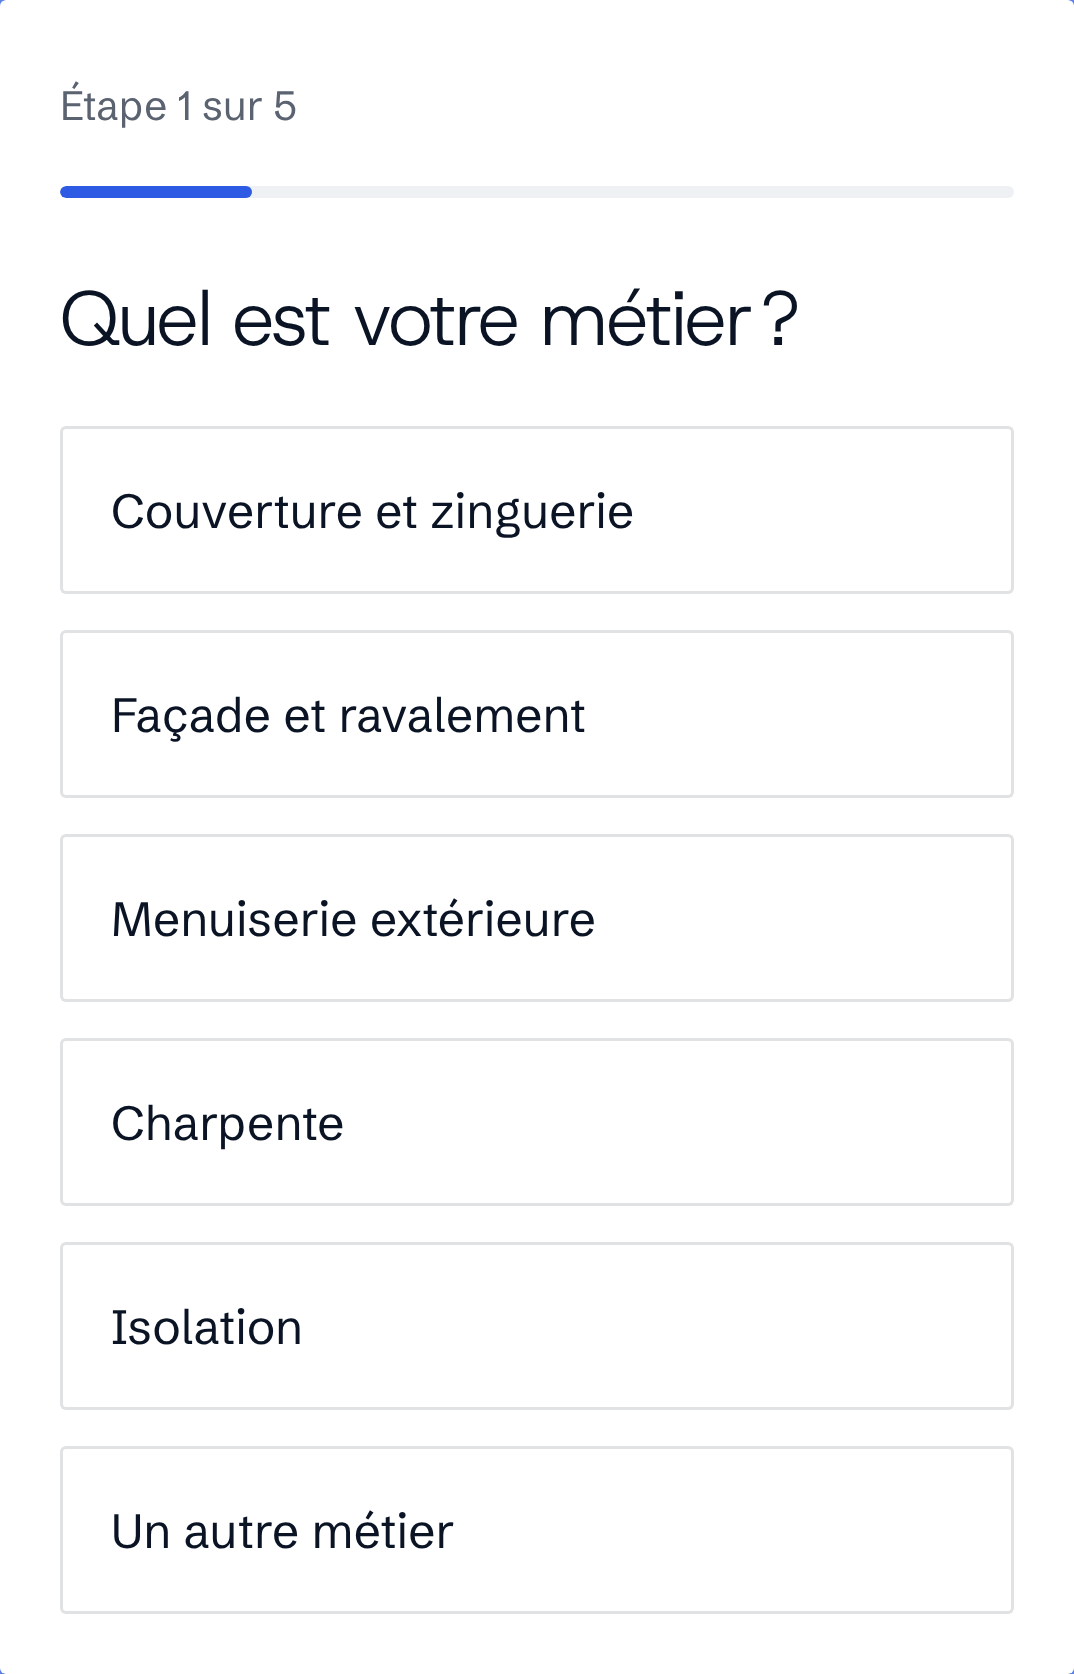 Étape 1 sur 5
Quel est votre métier ?
Couverture et zinguerie
Façade et ravalement
Menuiserie extérieure
Charpente
Isolation
Un autre métier